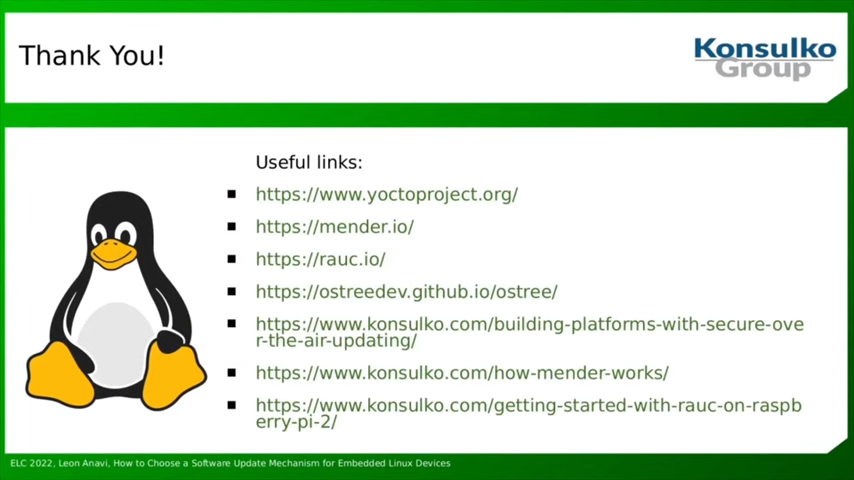 Thank You!
Konsulko
Group
Useful links:
https://www.yoctoproject.org/
https://mender.io/
https://rauc.io/
https://ostreedev.github.io/ostree/
https://www.konsulko.com/building-platforms-with-secure-ove
r-the-air-updating/
https://www.konsulko.com/how-mender-works/
https://www.konsulko.com/getting-started-with-rauc-on-raspb
erry-pi-2/
ELC 2022, Leon Anavi, How to Choose a Software Update Mechanism for Embedded Linux Devices